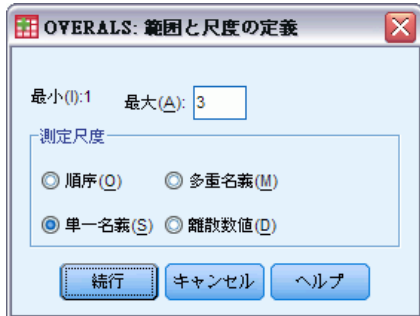 OVERALS: 範囲と尺度の定義
最小(I):1 最大(A): 3
測定尺度
順序(O) 多重名義(M)
単一名義(S) 離散数値(D)
続行 キャンセル ヘルプ